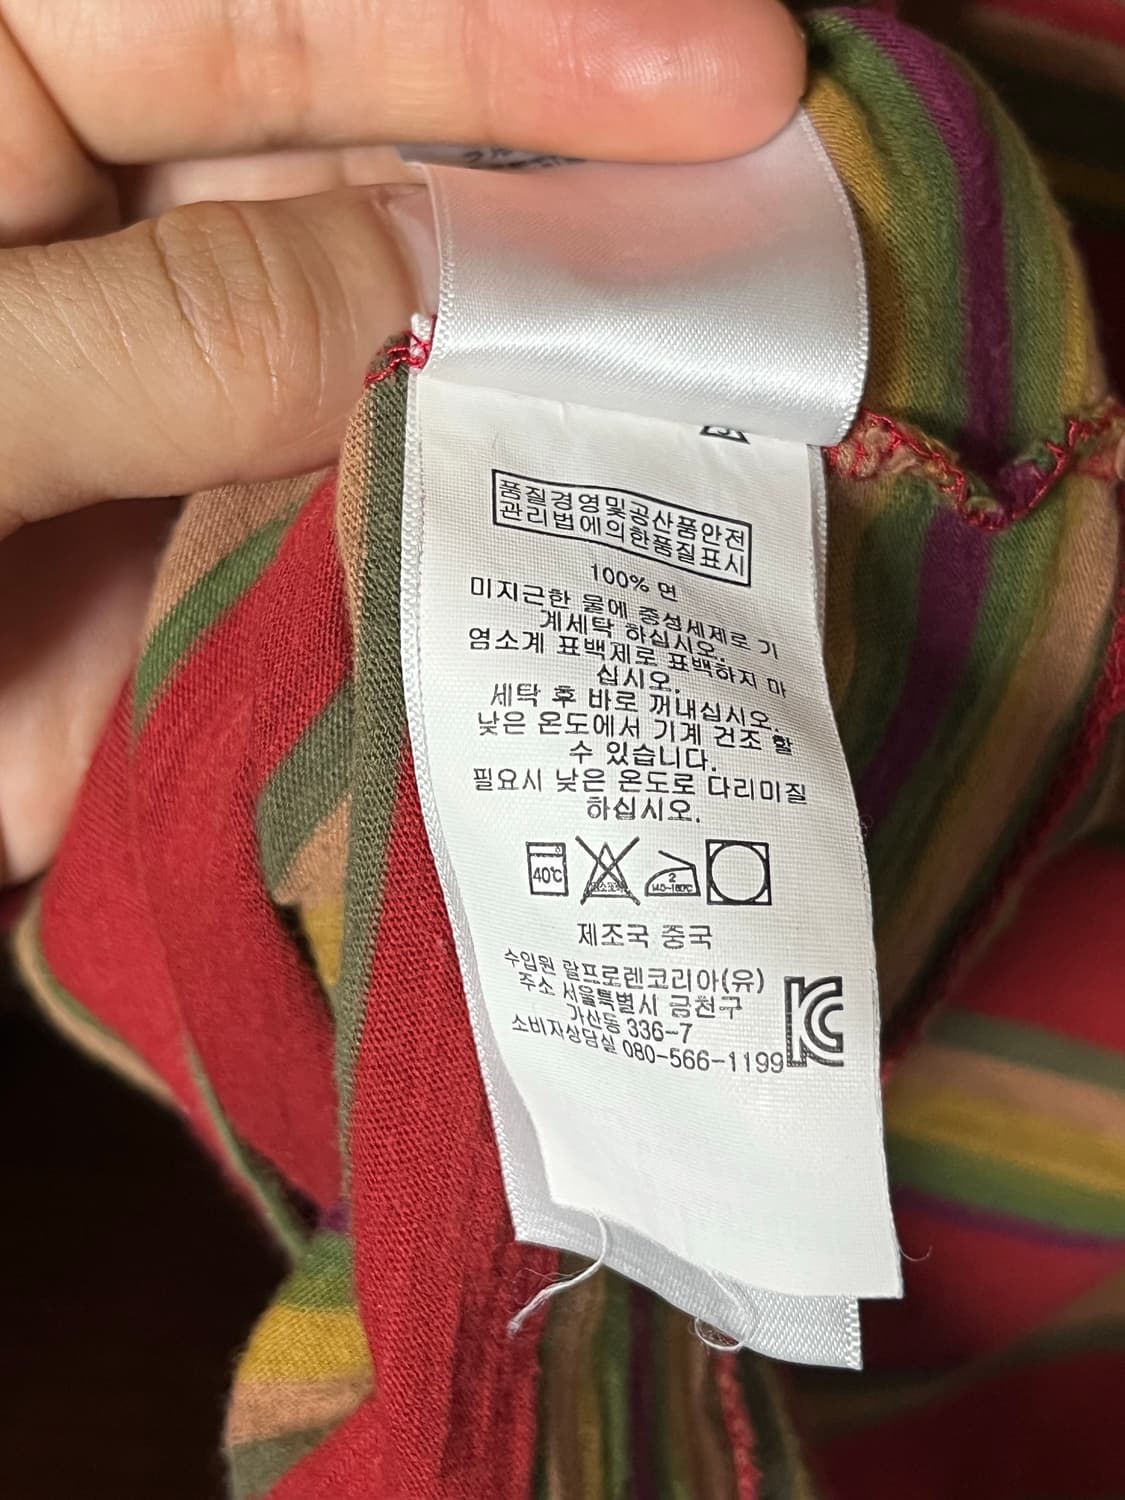 품질경영및공산품안전
관리법에의한품질표시
100% 면
미지근한 물에 중성세제로 기
계세탁 하십시오.
염소계 표백제로 표백하지 마
십시오.
세탁 후 바로 꺼내십시오.
낮은 온도에서 기계 건조 할
수 있습니다.
필요시 낮은 온도로 다리미질
하십시오.
40℃
2
140-160℃
제조국 중국
수입원 랄프로렌코리아(유)
주소 서울특별시 금천구
가산동 336-7
소비자상담실 080-566-1199